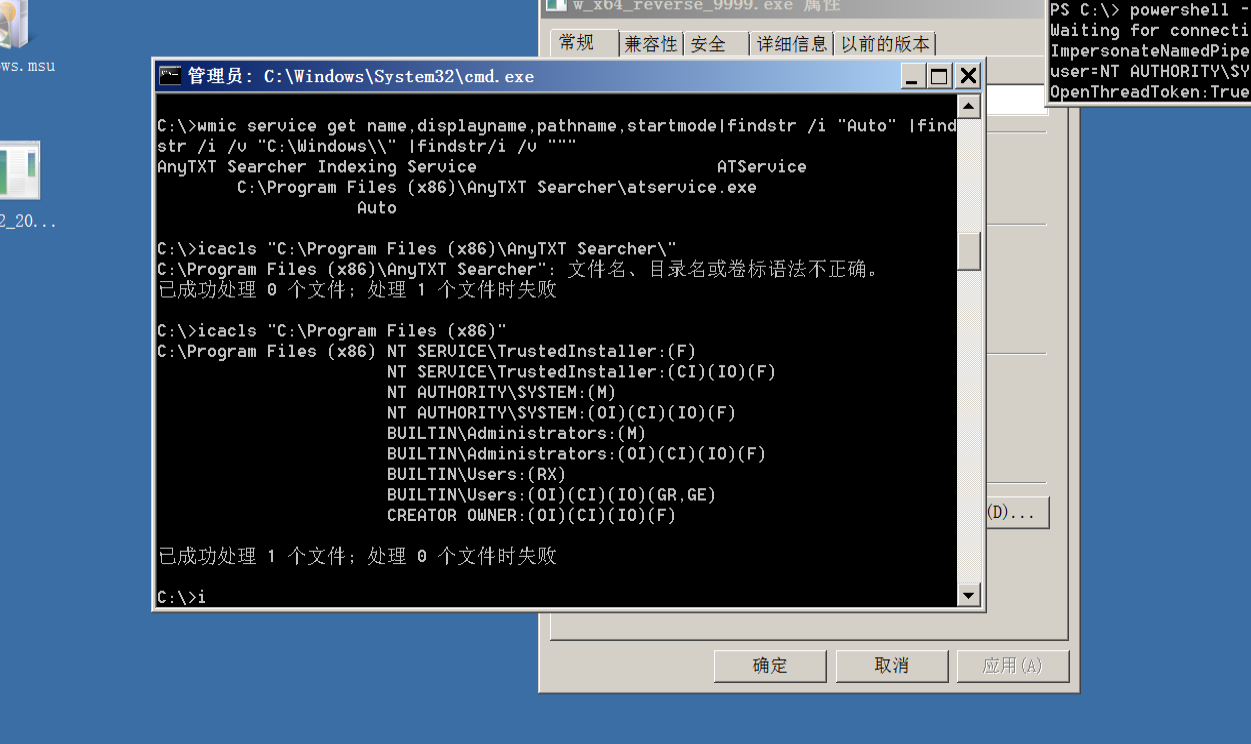 w_x64_reverse_9999.exe 属性
常规 兼容性 安全 详细信息 以前的版本
PS C:\> powershell -
Waiting for connecti
ImpersonateNamedPipe
user=NT AUTHORITY\SY
OpenThreadToken:True
ws.msu
2_20...
管理员: C:\Windows\System32\cmd.exe
C:\>wmic service get name,displayname,pathname,startmode|findstr /i "Auto" |find
str /i /v "C:\Windows\\" |findstr/i /v """
AnyTXT Searcher Indexing Service ATService
C:\Program Files (x86)\AnyTXT Searcher\atservice.exe
Auto
C:\>icacls "C:\Program Files (x86)\AnyTXT Searcher\"
C:\Program Files (x86)\AnyTXT Searcher": 文件名、目录名或卷标语法不正确。
已成功处理 0 个文件; 处理 1 个文件时失败
C:\>icacls "C:\Program Files (x86)"
C:\Program Files (x86) NT SERVICE\TrustedInstaller:(F)
NT SERVICE\TrustedInstaller:(CI)(IO)(F)
NT AUTHORITY\SYSTEM:(M)
NT AUTHORITY\SYSTEM:(OI)(CI)(IO)(F)
BUILTIN\Administrators:(M)
BUILTIN\Administrators:(OI)(CI)(IO)(F)
BUILTIN\Users:(RX)
BUILTIN\Users:(OI)(CI)(IO)(GR,GE)
CREATOR OWNER:(OI)(CI)(IO)(F)
已成功处理 1 个文件; 处理 0 个文件时失败
C:\>i
(D)...
确定 取消 应用(A)